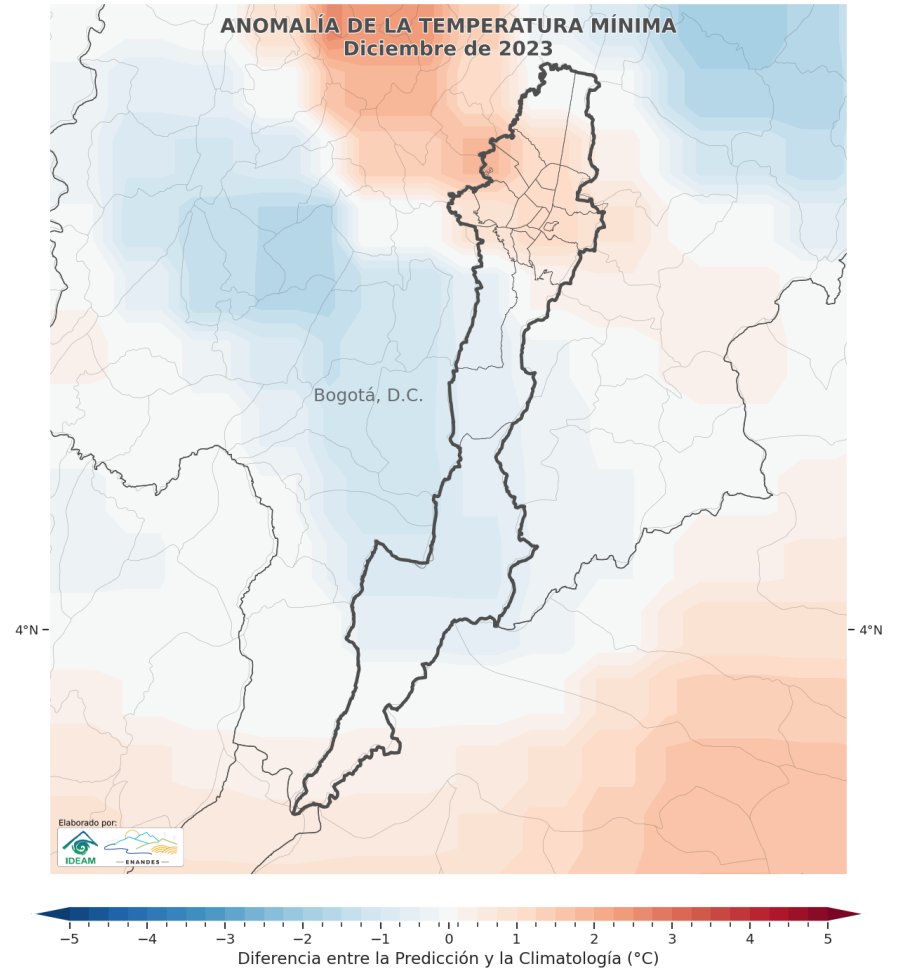 ANOMALÍA DE LA TEMPERATURA MÍNIMA
Diciembre de 2023
Bogotá, D.C.
4°N
4°N
Elaborado por:
IDEAM
ENANDES
−5 −4 −3 −2 −1 0 1 2 3 4 5
Diferencia entre la Predicción y la Climatología (°C)